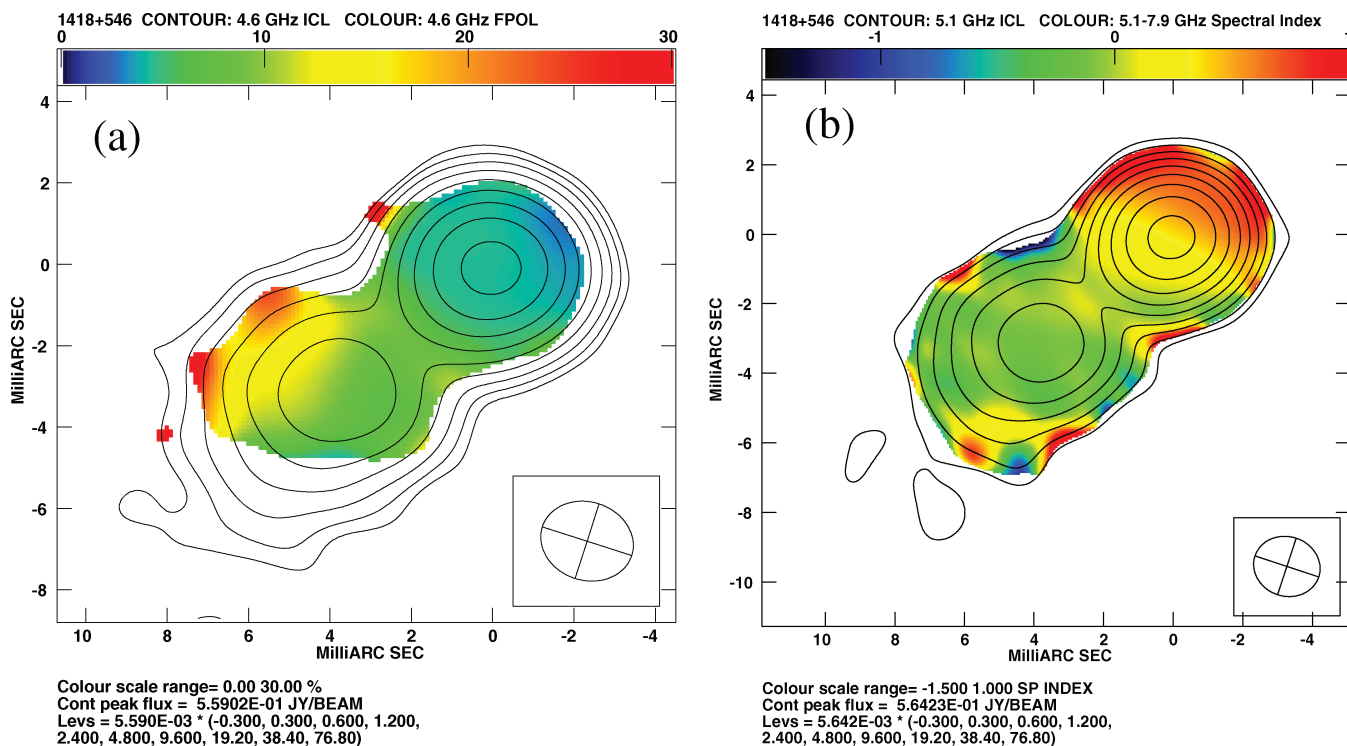 1418+546 CONTOUR: 4.6 GHz ICL COLOUR: 4.6 GHz FPOL
0 10 20 30
(a)
4
2
0
-2
-4
-6
-8
MilliARC SEC
10 8 6 4 2 0 -2 -4
MilliARC SEC
Colour scale range= 0.00 30.00 %
Cont peak flux = 5.5902E-01 JY/BEAM
Levs = 5.590E-03 * (-0.300, 0.300, 0.600, 1.200,
2.400, 4.800, 9.600, 19.20, 38.40, 76.80)
1418+546 CONTOUR: 5.1 GHz ICL COLOUR: 5.1-7.9 GHz Spectral Index
-1 0
(b)
4
2
0
-2
-4
-6
-8
-10
MilliARC SEC
10 8 6 4 2 0 -2 -4
MilliARC SEC
Colour scale range= -1.500 1.000 SP INDEX
Cont peak flux = 5.6423E-01 JY/BEAM
Levs = 5.642E-03 * (-0.300, 0.300, 0.600, 1.200,
2.400, 4.800, 9.600, 19.20, 38.40, 76.80)